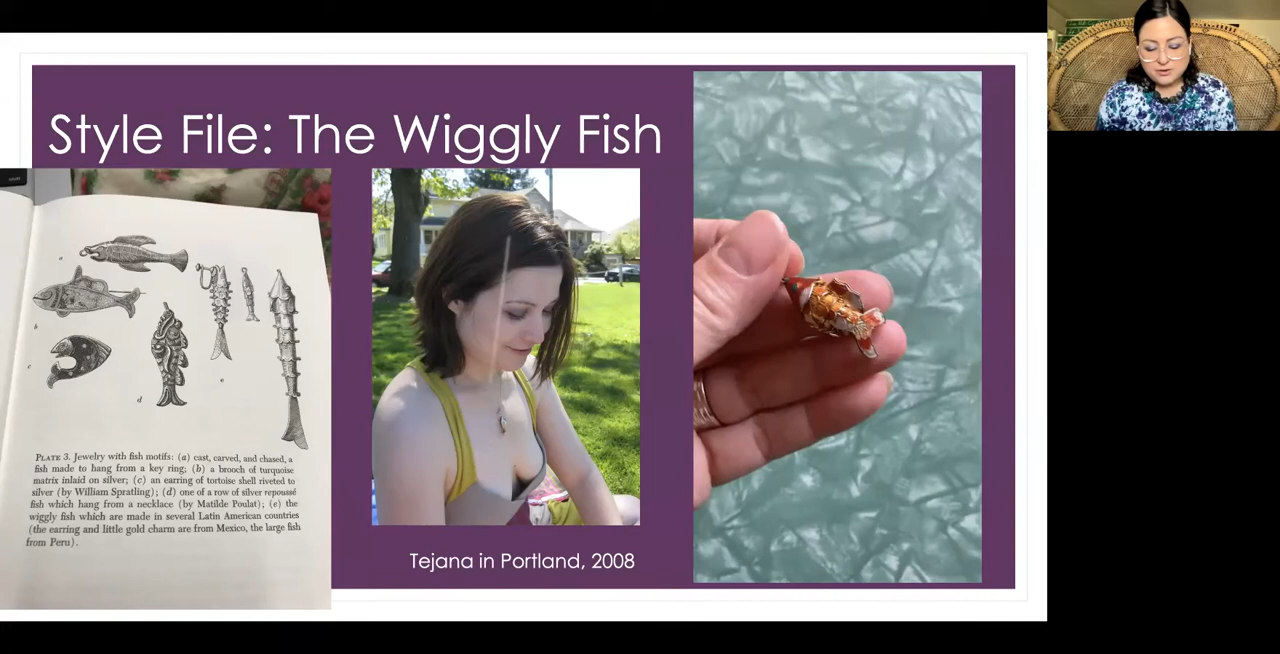 Style File: The Wiggly Fish
a
b
c
d
e
PLATE 3. Jewelry with fish motifs: (a) cast, carved, and chased, a
fish made to hang from a key ring; (b) a brooch of turquoise
matrix inlaid on silver; (c) an earring of tortoise shell riveted to
silver (by William Spratling); (d) one of a row of silver repoussé
fish which hang from a necklace (by Matilde Poulat); (e) the
wiggly fish which are made in several Latin American countries
(the earring and little gold charm are from Mexico, the large fish
from Peru).
Tejana in Portland, 2008